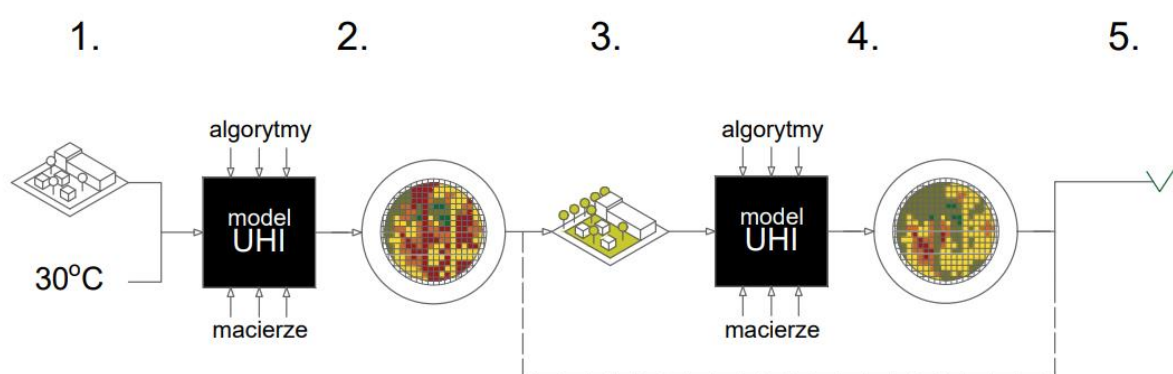 1.
2.
3.
4.
5.
algorytmy
algorytmy
model
UHI
model
UHI
30°C
macierze
macierze